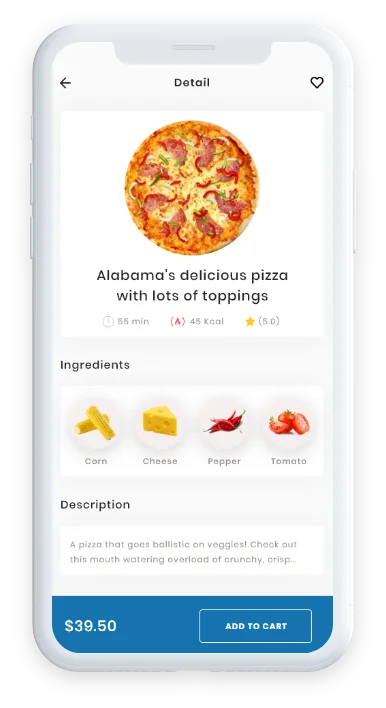 Detail
Alabama's delicious pizza
with lots of toppings
55 min 45 Kcal (5.0)
Ingredients
Corn Cheese Pepper Tomato
Description
A pizza that goes ballistic on veggies! Check out
this mouth watering overload of crunchy, crisp...
$39.50 ADD TO CART